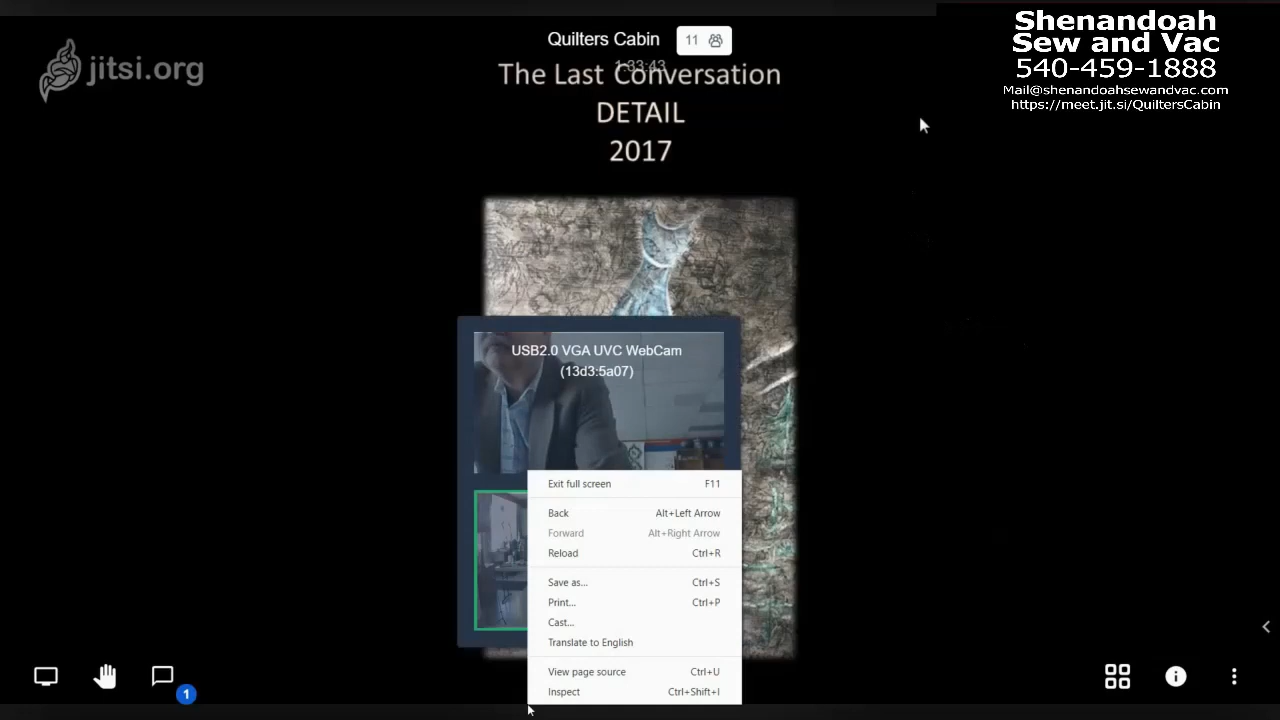 jitsi.org
Quilters Cabin
11
1:33:43
The Last Conversation
DETAIL
2017
Shenandoah
Sew and Vac
540-459-1888
Mail@shenandoahsewandvac.com
https://meet.jit.si/QuiltersCabin
USB2.0 VGA UVC WebCam
(13d3:5a07)
Exit full screen F11
Back Alt+Left Arrow
Forward Alt+Right Arrow
Reload Ctrl+R
Save as... Ctrl+S
Print... Ctrl+P
Cast...
Translate to English
View page source Ctrl+U
Inspect Ctrl+Shift+I
1